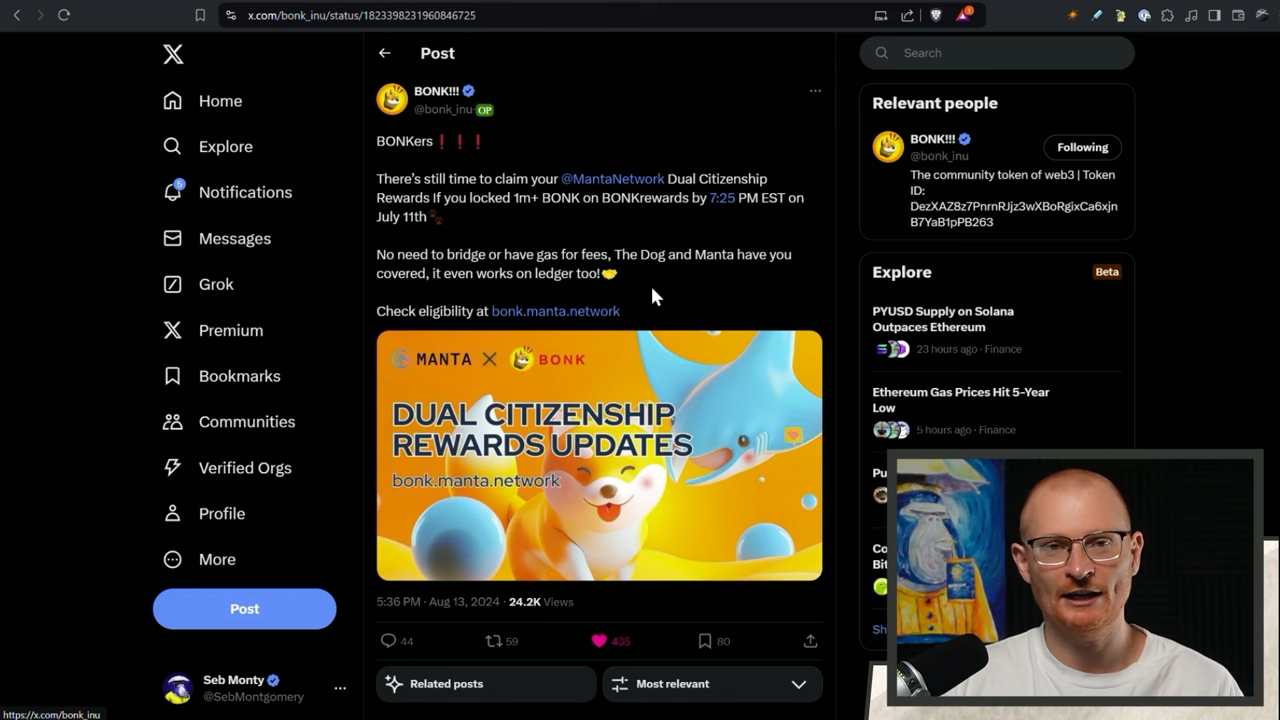 x.com/bonk_inu/status/1823398231960846725
1
X
Home
Explore
5
Notifications
Messages
Grok
Premium
Bookmarks
Communities
Verified Orgs
Profile
More
Post
Seb Monty
@SebMontgomery
https://x.com/bonk_inu
Post
BONK!!!
@bonk_inu OP
BONKers❗❗❗
There's still time to claim your @MantaNetwork Dual Citizenship
Rewards If you locked 1m+ BONK on BONKrewards by 7:25 PM EST on
July 11th🐾
No need to bridge or have gas for fees, The Dog and Manta have you
covered, it even works on ledger too!🤝
Check eligibility at bonk.manta.network
MANTA X BONK
DUAL CITIZENSHIP
REWARDS UPDATES
bonk.manta.network
5:36 PM · Aug 13, 2024 · 24.2K Views
44 59 435 80
Related posts
Most relevant
Search
Relevant people
BONK!!!
@bonk_inu
Following
The community token of web3 | Token
ID:
DezXAZ8z7PnrnRJjz3wXBoRgixCa6xjn
B7YaB1pPB263
Explore
Beta
PYUSD Supply on Solana
Outpaces Ethereum
23 hours ago · Finance
Ethereum Gas Prices Hit 5-Year
Low
5 hours ago · Finance
Pu
Co
Bit
Sh